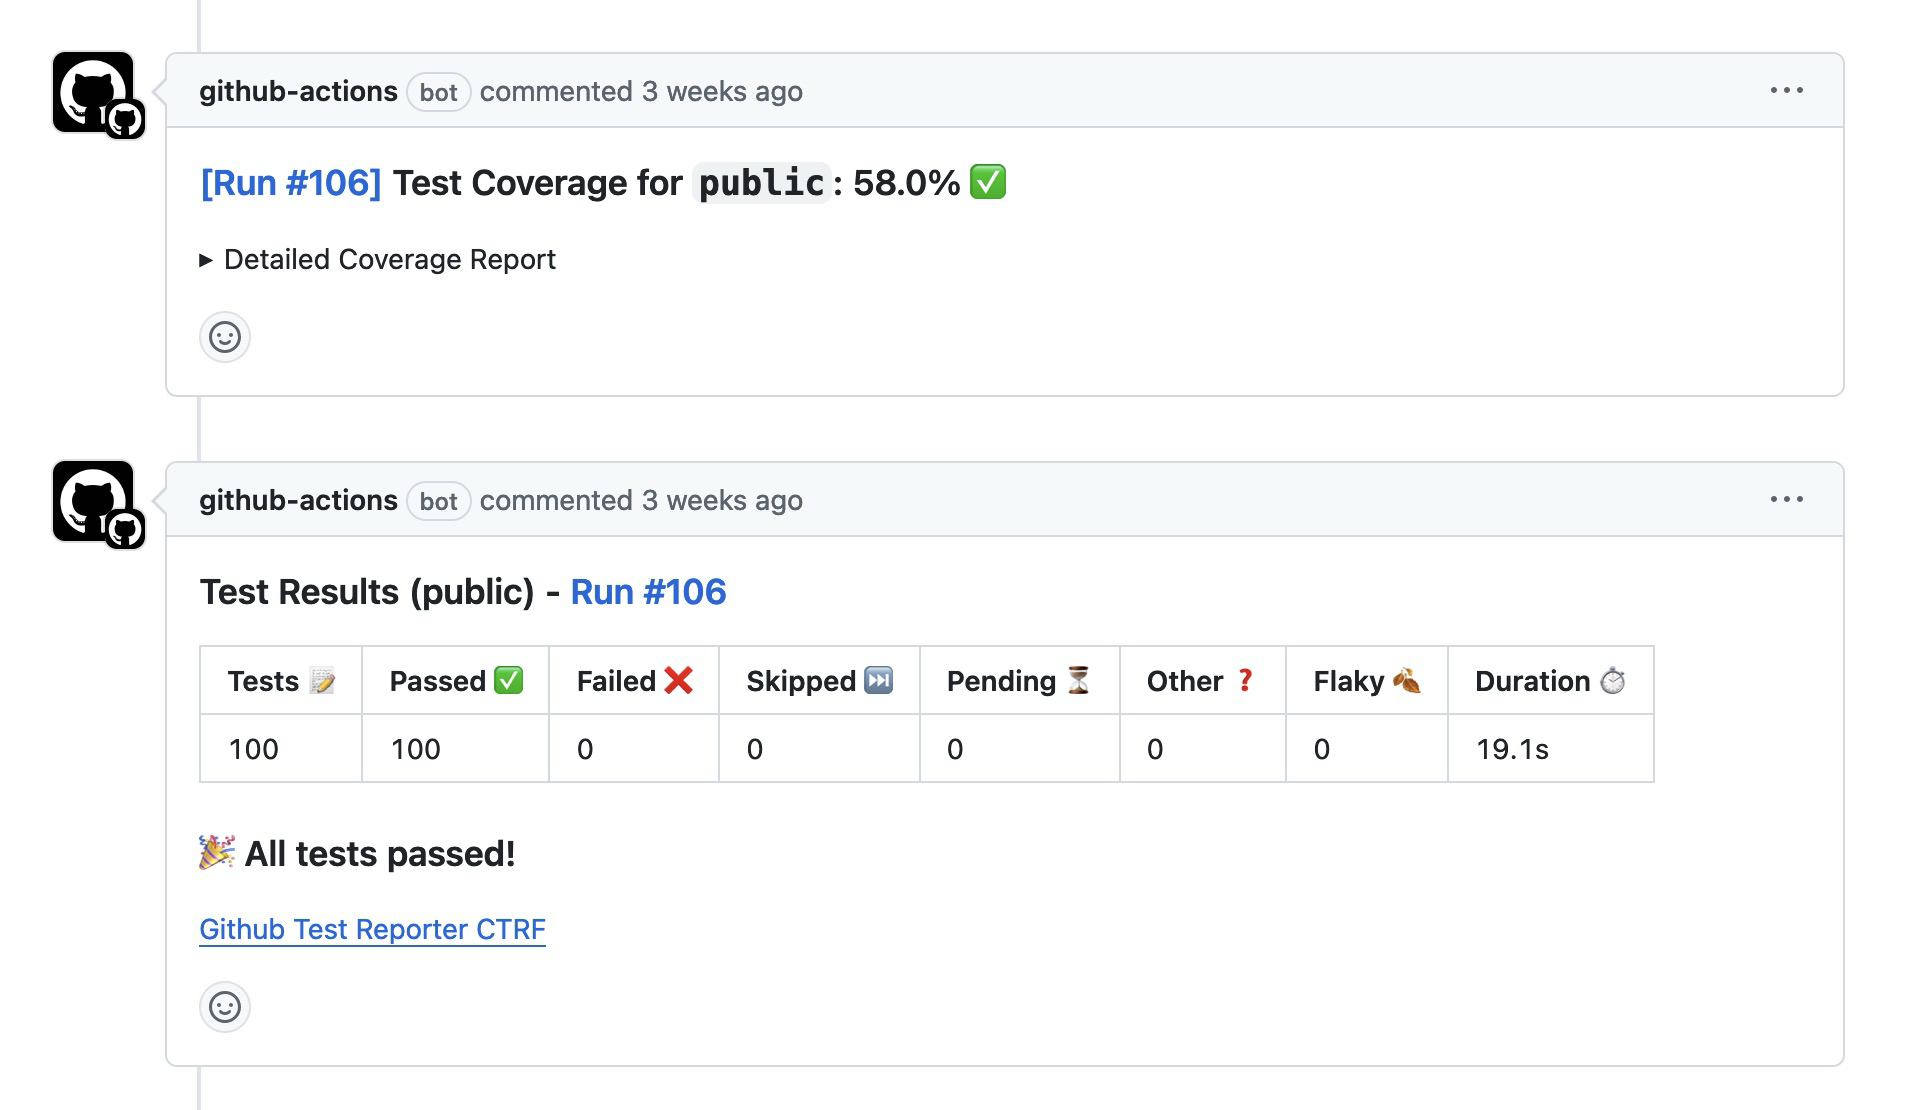 github-actions bot commented 3 weeks ago
[Run #106] Test Coverage for public: 58.0% ✅
▸ Detailed Coverage Report
github-actions bot commented 3 weeks ago
Test Results (public) - Run #106
Tests 📝 Passed ✅ Failed ❌ Skipped ⏭️ Pending ⏳ Other ❓ Flaky 🍂 Duration ⏱️
100 100 0 0 0 0 0 19.1s
🎉 All tests passed!
Github Test Reporter CTRF